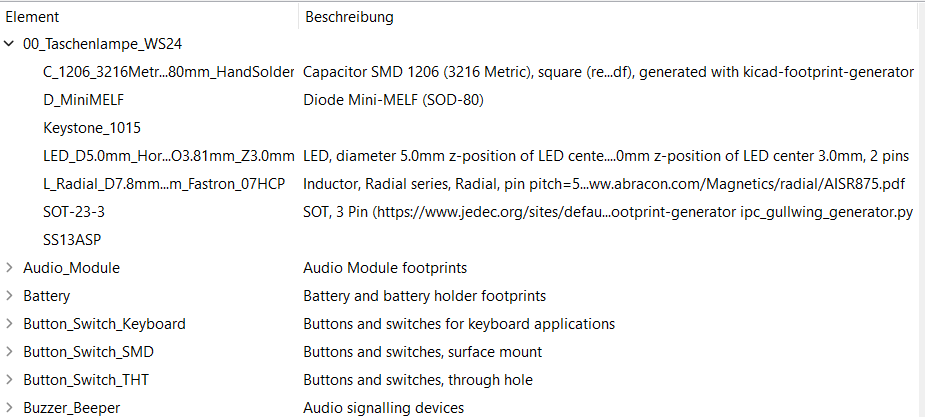 Element Beschreibung
00_Taschenlampe_WS24
C_1206_3216Metr...80mm_HandSolder Capacitor SMD 1206 (3216 Metric), square (re...df), generated with kicad-footprint-generator
D_MiniMELF Diode Mini-MELF (SOD-80)
Keystone_1015
LED_D5.0mm_Hor...O3.81mm_Z3.0mm LED, diameter 5.0mm z-position of LED cente....0mm z-position of LED center 3.0mm, 2 pins
L_Radial_D7.8mm...m_Fastron_07HCP Inductor, Radial series, Radial, pin pitch=5...ww.abracon.com/Magnetics/radial/AISR875.pdf
SOT-23-3 SOT, 3 Pin (https://www.jedec.org/sites/defau...ootprint-generator ipc_gullwing_generator.py
SS13ASP
Audio_Module Audio Module footprints
Battery Battery and battery holder footprints
Button_Switch_Keyboard Buttons and switches for keyboard applications
Button_Switch_SMD Buttons and switches, surface mount
Button_Switch_THT Buttons and switches, through hole
Buzzer_Beeper Audio signalling devices